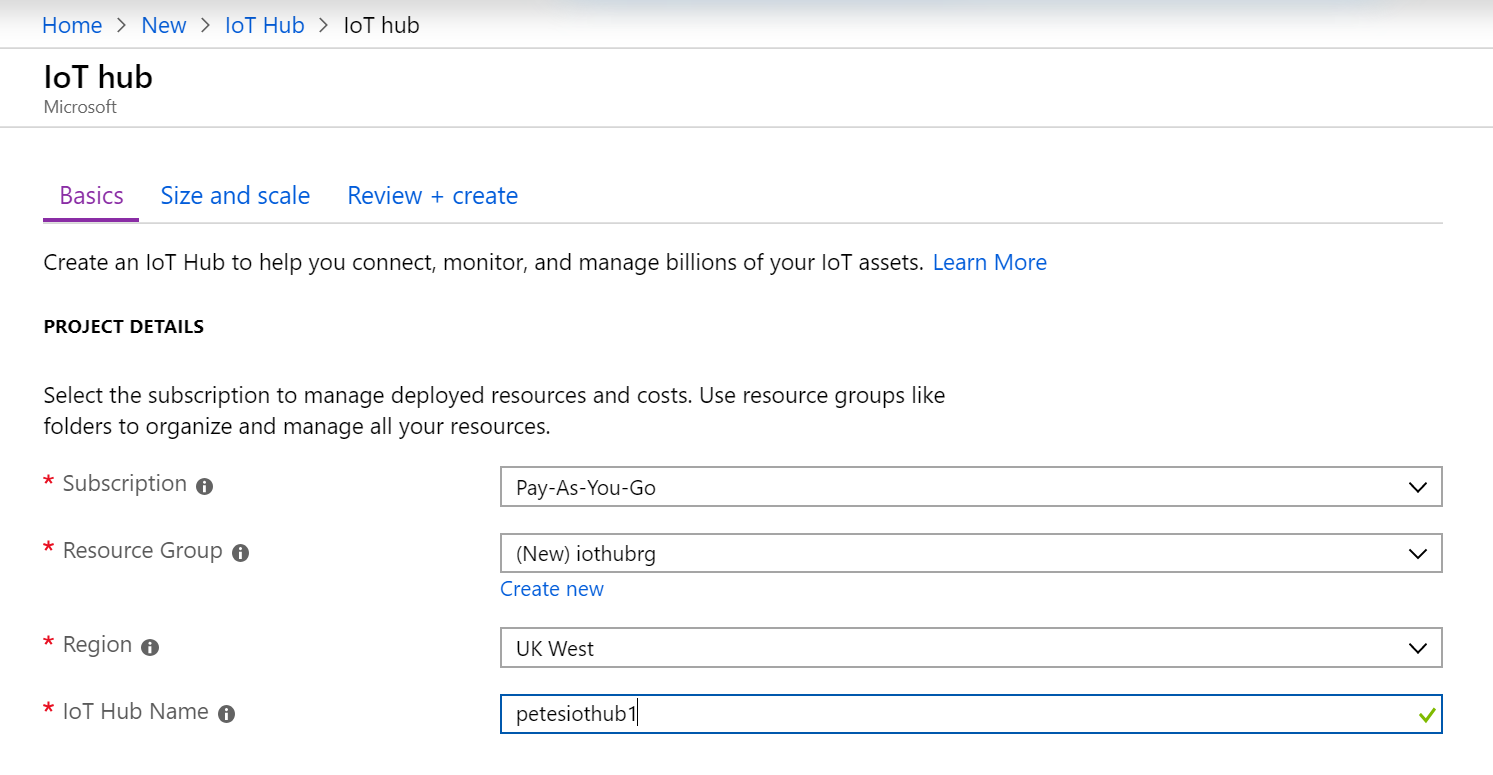 Home > New > IoT Hub > IoT hub
IoT hub
Microsoft
Basics Size and scale Review + create
Create an IoT Hub to help you connect, monitor, and manage billions of your IoT assets. Learn More
PROJECT DETAILS
Select the subscription to manage deployed resources and costs. Use resource groups like
folders to organize and manage all your resources.
* Subscription Pay-As-You-Go
* Resource Group (New) iothubrg
Create new
* Region UK West
* IoT Hub Name petesiothub1